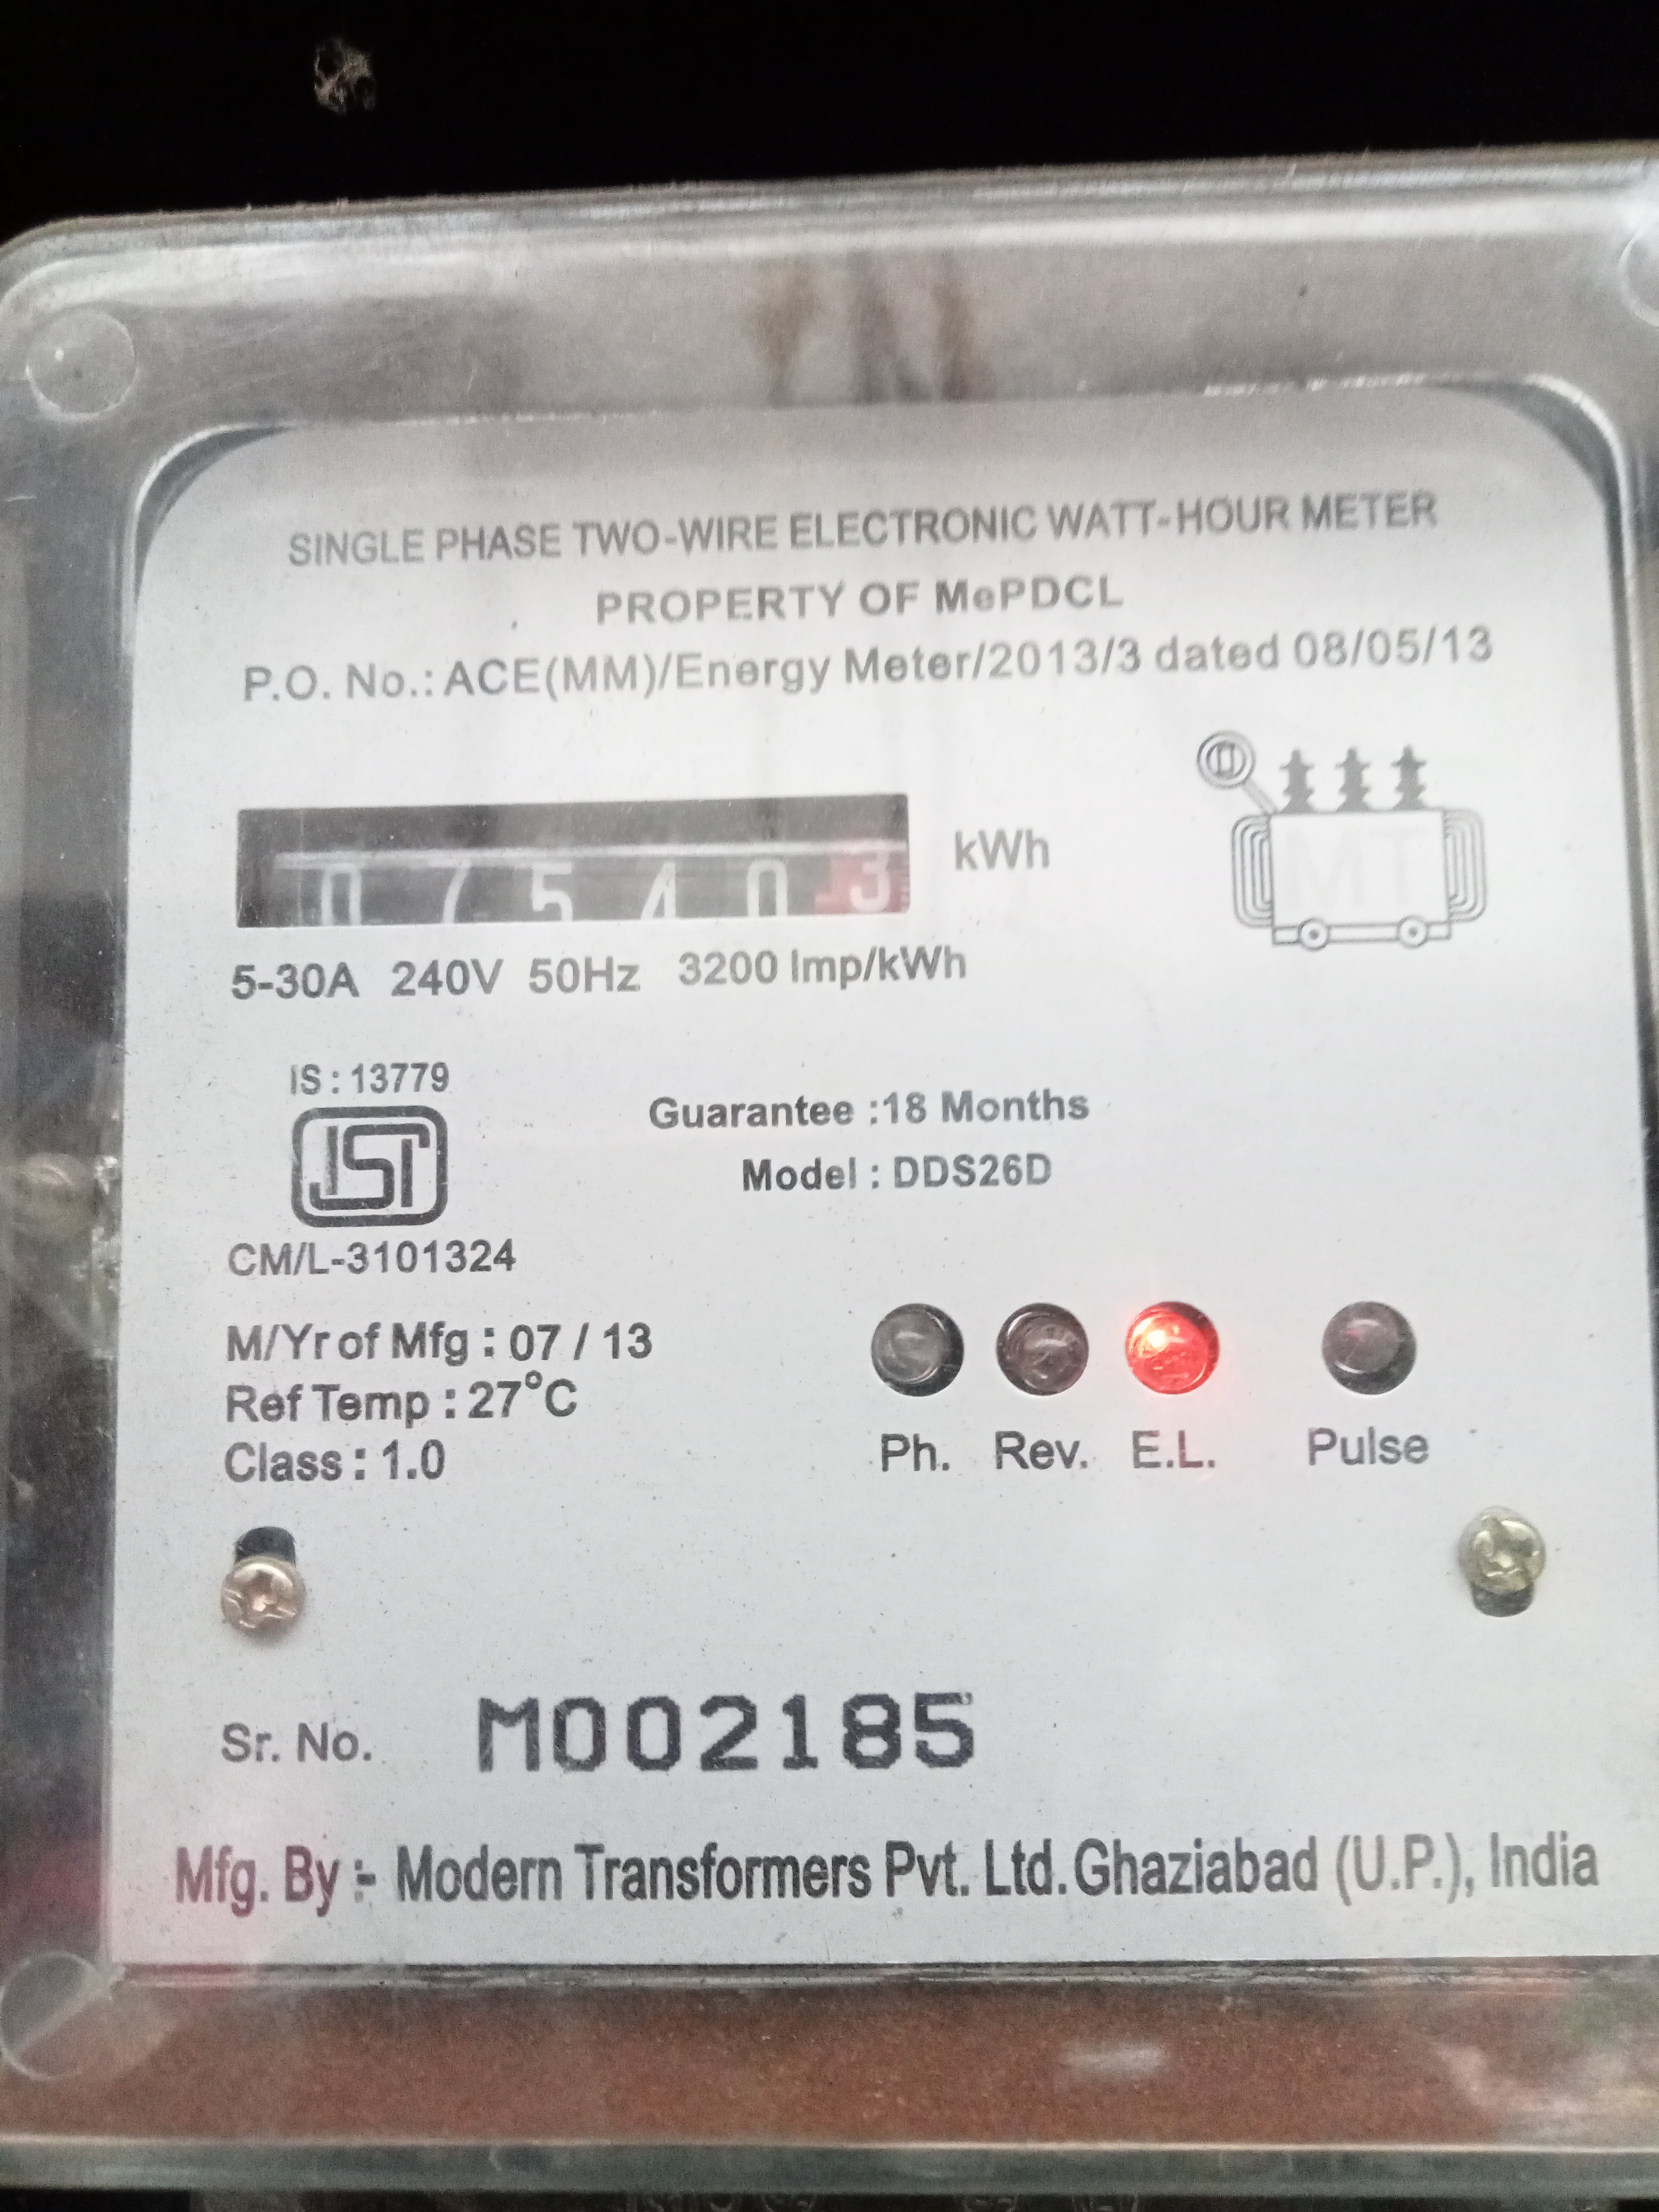 SINGLE PHASE TWO-WIRE ELECTRONIC WATT-HOUR METER
PROPERTY OF MePDCL
P.O. No.: ACE(MM)/Energy Meter/2013/3 dated 08/05/13
MT
0 7 5 4 0 3 kWh
5-30A 240V 50Hz 3200 Imp/kWh
IS : 13779
ISI
CM/L-3101324
Guarantee :18 Months
Model : DDS26D
M/Yr of Mfg : 07 / 13
Ref Temp : 27°C
Class : 1.0
Ph. Rev. E.L. Pulse
Sr. No. M002185
Mfg. By :- Modern Transformers Pvt. Ltd. Ghaziabad (U.P.), India